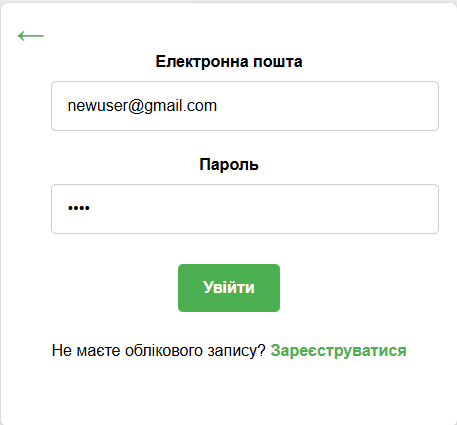 Електронна пошта
newuser@gmail.com
Пароль
••••
Увійти
Не маєте облікового запису? Зареєструватися